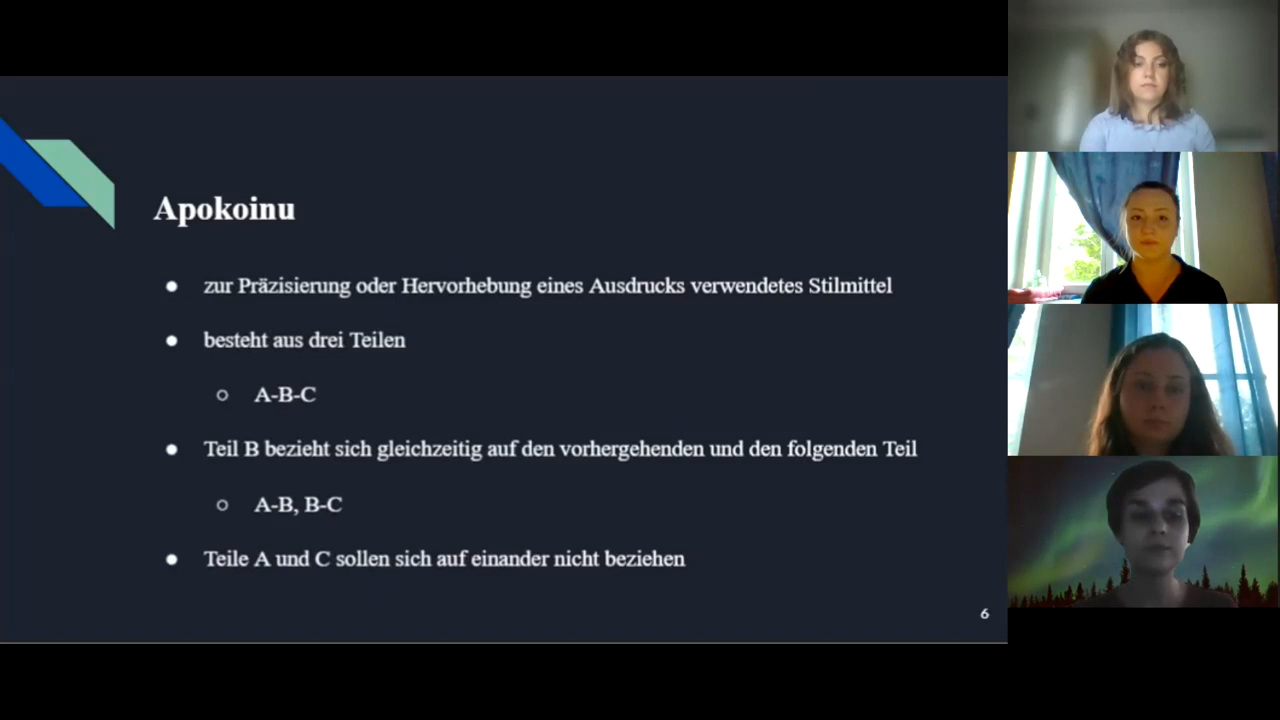 Apokoinu
● zur Präzisierung oder Hervorhebung eines Ausdrucks verwendetes Stilmittel
● besteht aus drei Teilen
○ A-B-C
● Teil B bezieht sich gleichzeitig auf den vorhergehenden und den folgenden Teil
○ A-B, B-C
● Teile A und C sollen sich auf einander nicht beziehen
6